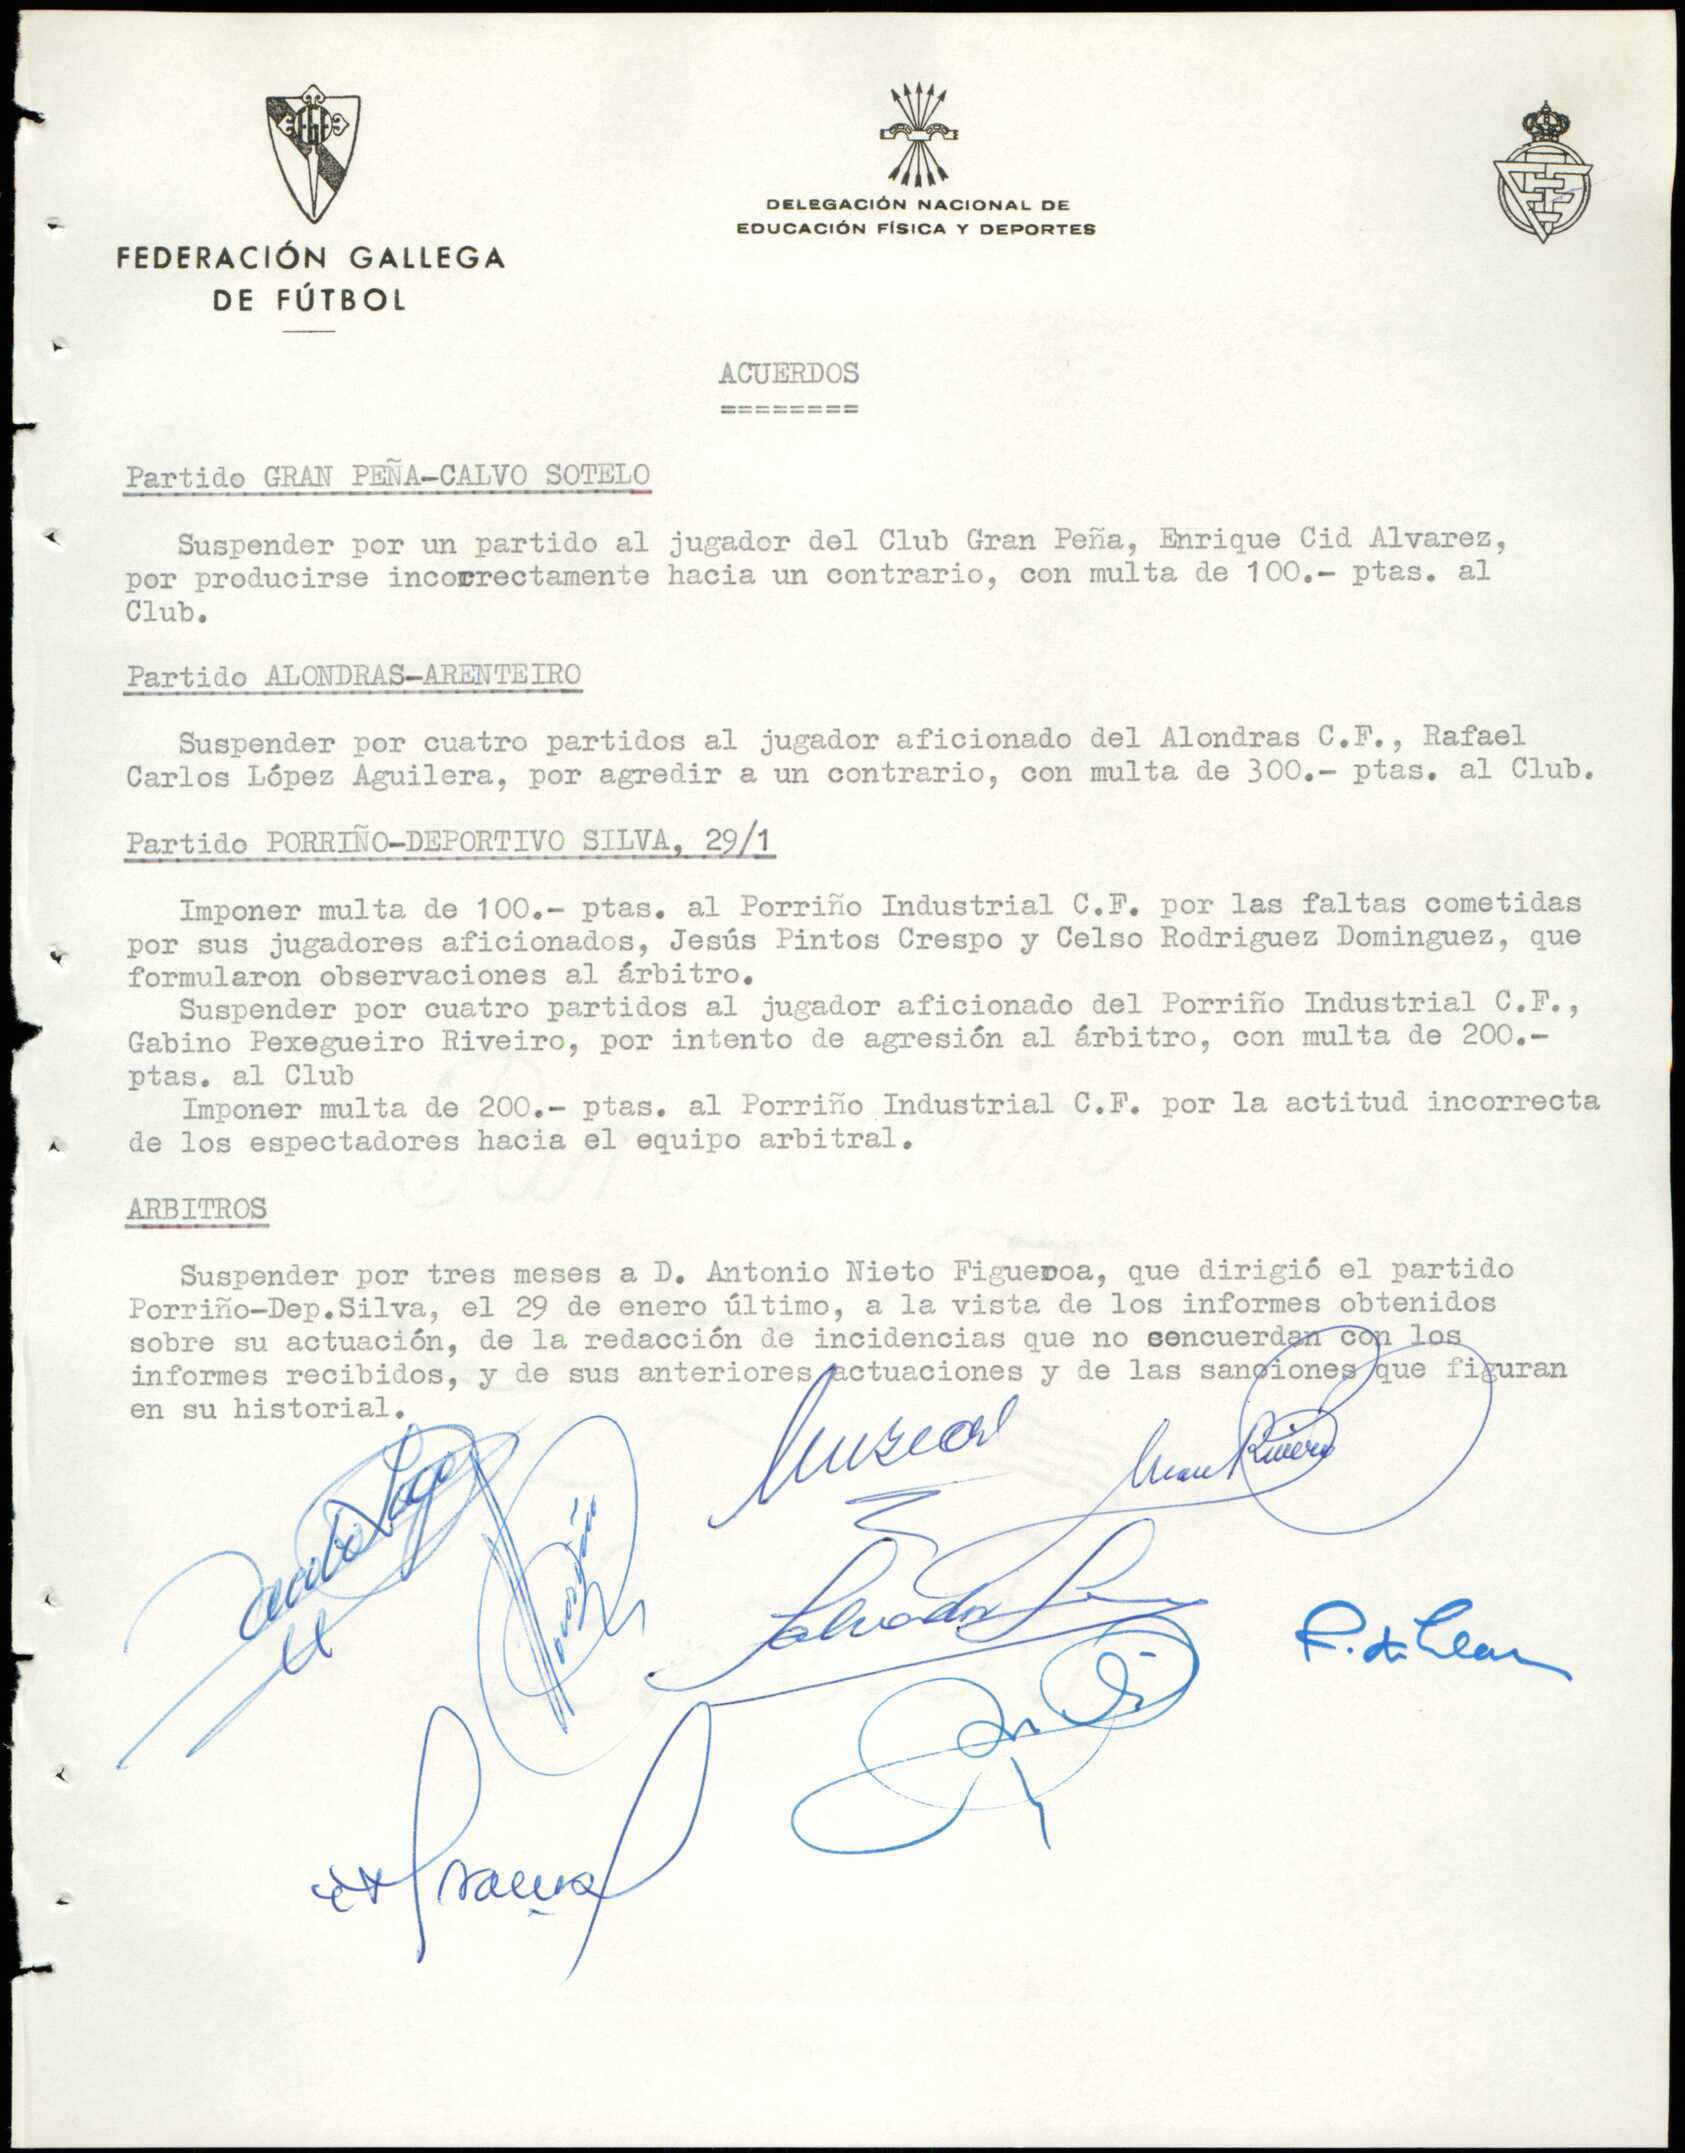 FEDERACIÓN GALLEGA
DE FÚTBOL
DELEGACIÓN NACIONAL DE
EDUCACIÓN FÍSICA Y DEPORTES
ACUERDOS
========
Partido GRAN PEÑA-CALVO SOTELO
Suspender por un partido al jugador del Club Gran Peña, Enrique Cid Alvarez,
por producirse incorrectamente hacia un contrario, con multa de 100.- ptas. al
Club.
Partido ALONDRAS-ARENTEIRO
Suspender por cuatro partidos al jugador aficionado del Alondras C.F., Rafael
Carlos López Aguilera, por agredir a un contrario, con multa de 300.- ptas. al Club.
Partido PORRIÑO-DEPORTIVO SILVA, 29/1
Imponer multa de 100.- ptas. al Porriño Industrial C.F. por las faltas cometidas
por sus jugadores aficionados, Jesús Pintos Crespo y Celso Rodriguez Dominguez, que
formularon observaciones al árbitro.
Suspender por cuatro partidos al jugador aficionado del Porriño Industrial C.F.,
Gabino Pexegueiro Riveiro, por intento de agresión al árbitro, con multa de 200.-
ptas. al Club
Imponer multa de 200.- ptas. al Porriño Industrial C.F. por la actitud incorrecta
de los espectadores hacia el equipo arbitral.
ARBITROS
Suspender por tres meses a D. Antonio Nieto Figueroa, que dirigió el partido
Porriño-Dep.Silva, el 29 de enero último, a la vista de los informes obtenidos
sobre su actuación, de la redacción de incidencias que no concuerdan con los
informes recibidos, y de sus anteriores actuaciones y de las sanciones que figuran
en su historial.